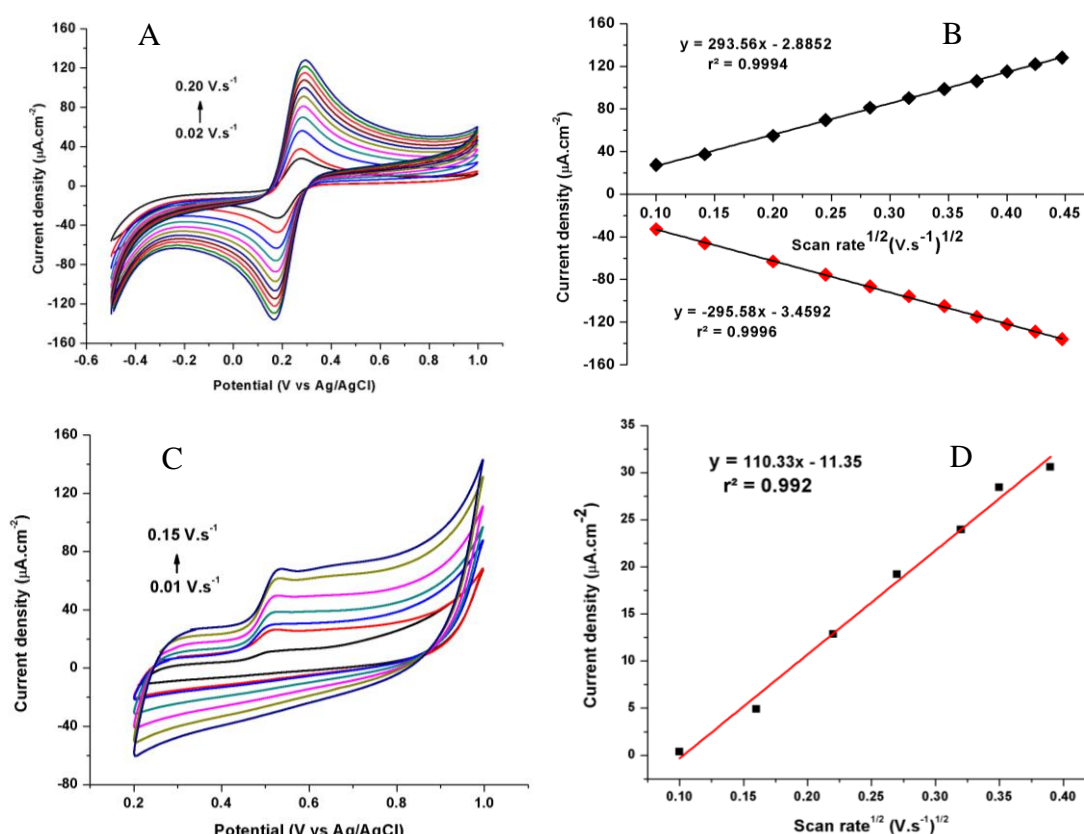 A
160
120
80
40
0
-40
-80
-120
-160
0.20 V.s⁻¹
0.02 V.s⁻¹
-0.6 -0.4 -0.2 0.0 0.2 0.4 0.6 0.8 1.0
Potential (V vs Ag/AgCl)
Current density (μA.cm⁻²)
B
160
120
80
40
0
-40
-80
-120
-160
y = 293.56x - 2.8852
r² = 0.9994
0.10 0.15 0.20 0.25 0.30 0.35 0.40 0.45
Scan rate^1/2 (V.s⁻¹)^1/2
y = -295.58x - 3.4592
r² = 0.9996
Current density (μA.cm⁻²)
C
160
120
80
40
0
-40
-80
0.15 V.s⁻¹
0.01 V.s⁻¹
0.2 0.4 0.6 0.8 1.0
Potential (V vs Ag/AgCl)
Current density (μA.cm⁻²)
D
35
30
25
20
15
10
5
0
y = 110.33x - 11.35
r² = 0.992
0.10 0.15 0.20 0.25 0.30 0.35 0.40
Scan rate^1/2 (V.s⁻¹)^1/2
Current density (μA.cm⁻²)